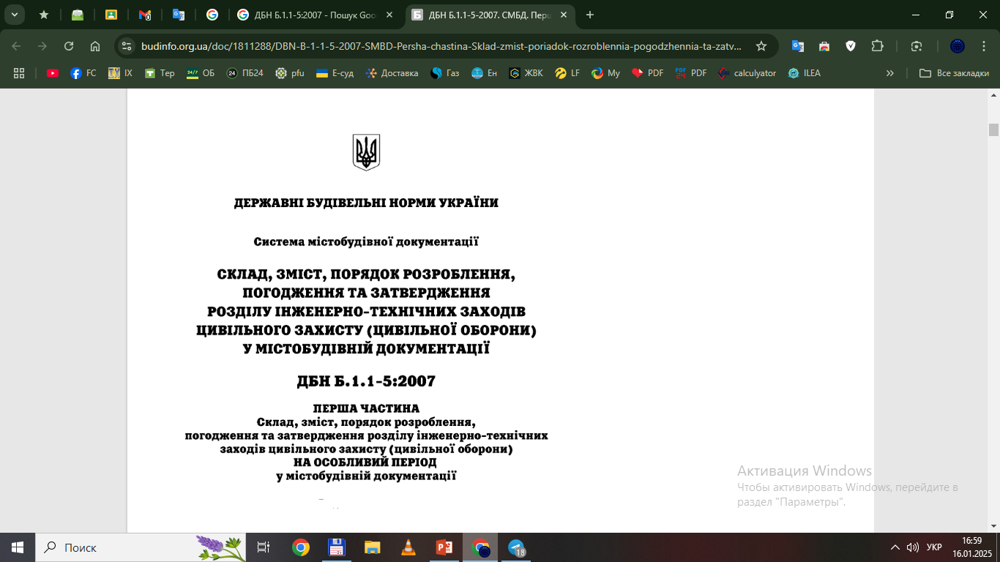 ДБН Б.1.1-5:2007 - Пошук Goo
ДБН Б.1.1-5-2007. СМБД. Перш
budinfo.org.ua/doc/1811288/DBN-B-1-1-5-2007-SMBD-Persha-chastina-Sklad-zmist-poriadok-rozroblennia-pogodzhennia-ta-zatv...
FC
IX
Тер
24/7 ОБ
24 ПБ24
pfu
Е-суд
Доставка
Газ
Ен
ЖВК
LF
My
PDF
PDF 24 PDF
calculyator
ILEA
Все закладки
ДЕРЖАВНІ БУДІВЕЛЬНІ НОРМИ УКРАЇНИ
Система містобудівної документації
СКЛАД, ЗМІСТ, ПОРЯДОК РОЗРОБЛЕННЯ,
ПОГОДЖЕННЯ ТА ЗАТВЕРДЖЕННЯ
РОЗДІЛУ ІНЖЕНЕРНО-ТЕХНІЧНИХ ЗАХОДІВ
ЦИВІЛЬНОГО ЗАХИСТУ (ЦИВІЛЬНОЇ ОБОРОНИ)
У МІСТОБУДІВНІЙ ДОКУМЕНТАЦІЇ
ДБН Б.1.1-5:2007
ПЕРША ЧАСТИНА
Склад, зміст, порядок розроблення,
погодження та затвердження розділу інженерно-технічних
заходів цивільного захисту (цивільної оборони)
НА ОСОБЛИВИЙ ПЕРІОД
у містобудівній документації
Активация Windows
Чтобы активировать Windows, перейдите в
раздел "Параметры".
Поиск
18
УКР
16:59
16.01.2025